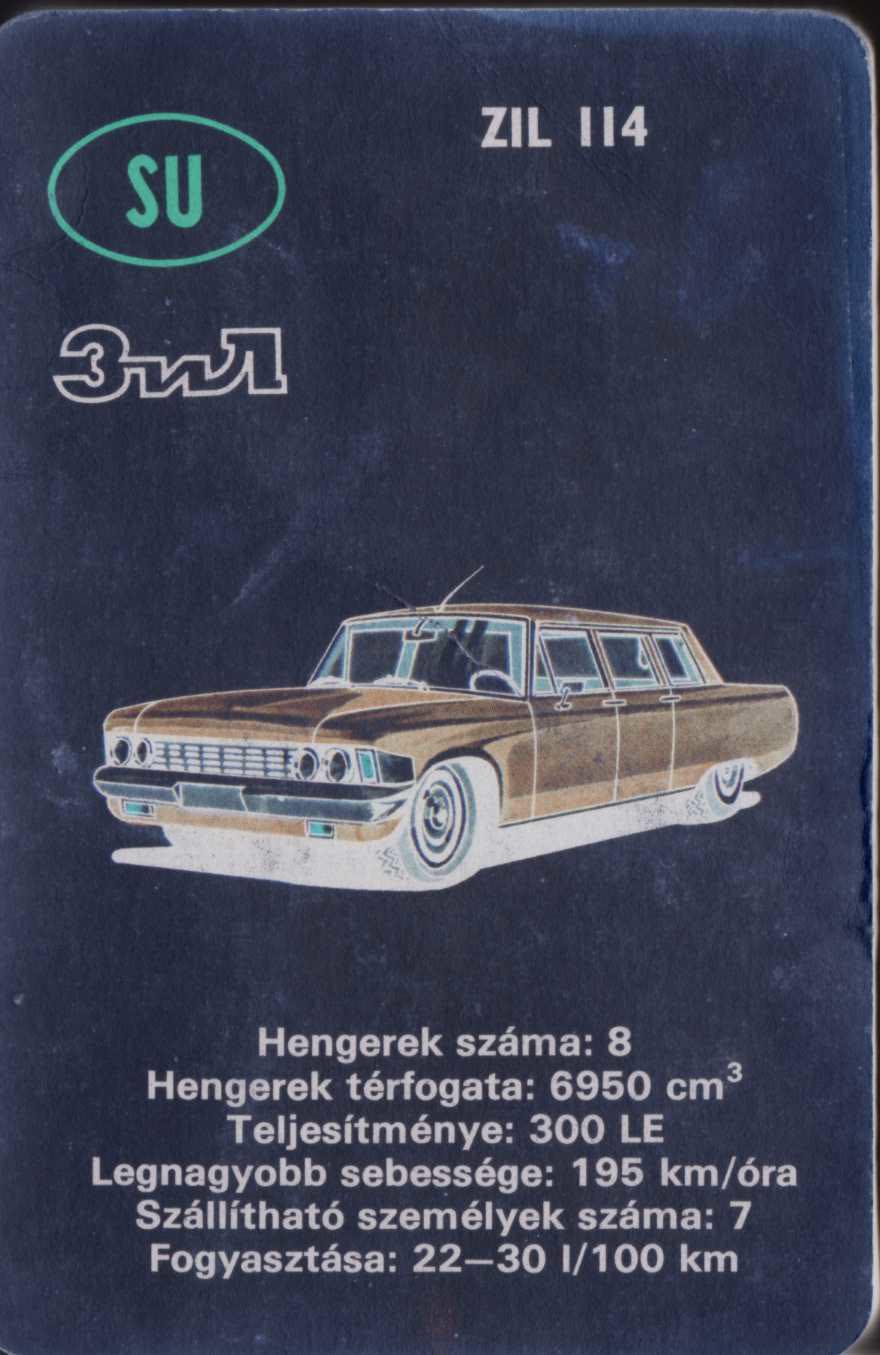 SU
ZIL 114
ЗиЛ
Hengerek száma: 8
Hengerek térfogata: 6950 cm³
Teljesítménye: 300 LE
Legnagyobb sebessége: 195 km/óra
Szállítható személyek száma: 7
Fogyasztása: 22–30 l/100 km